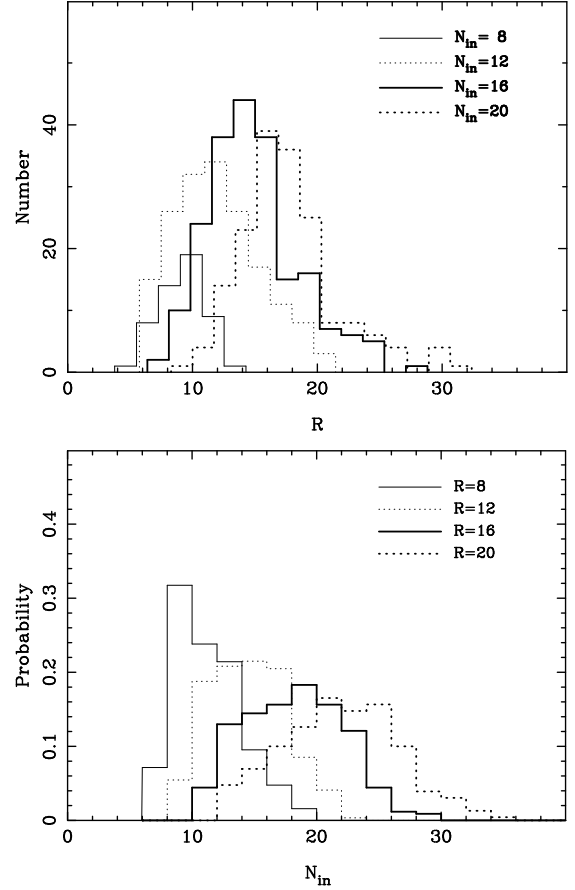 N_in= 8
N_in=12
N_in=16
N_in=20
40
20
0
Number
0 10 20 30
R
R=8
R=12
R=16
R=20
0.4
0.3
0.2
0.1
0
Probability
0 10 20 30
N_in